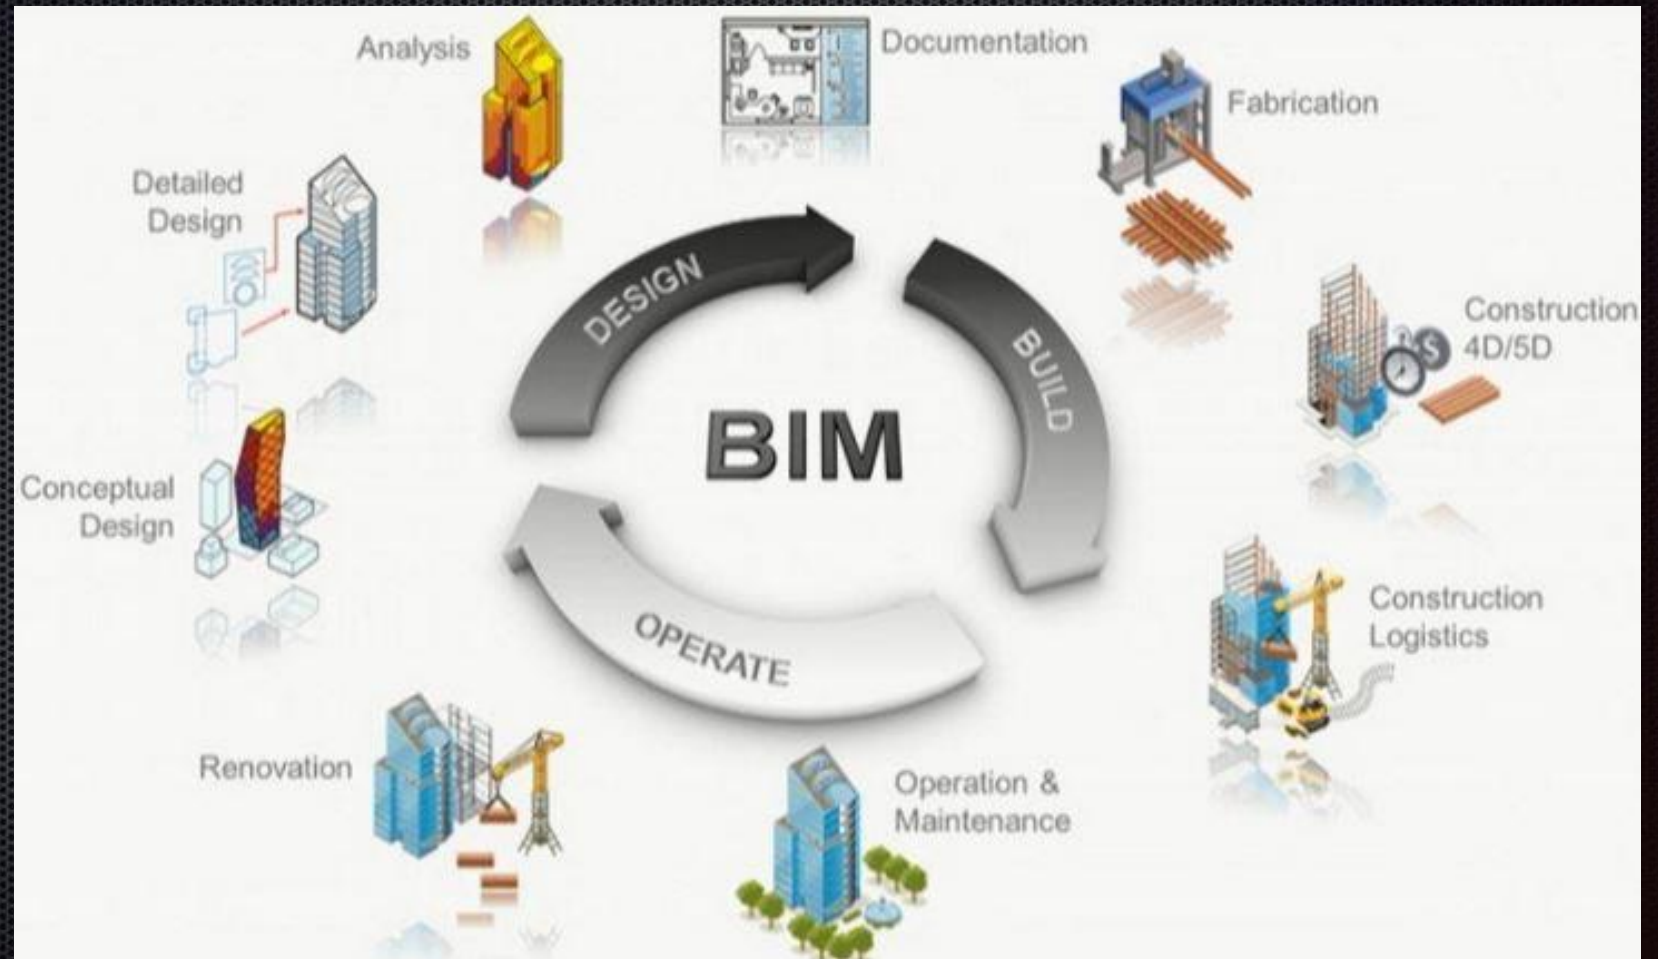 Analysis
Documentation
Fabrication
Detailed
Design
Construction
4D/5D
Conceptual
Design
Construction
Logistics
Renovation
Operation &
Maintenance
DESIGN
BUILD
OPERATE
BIM
$